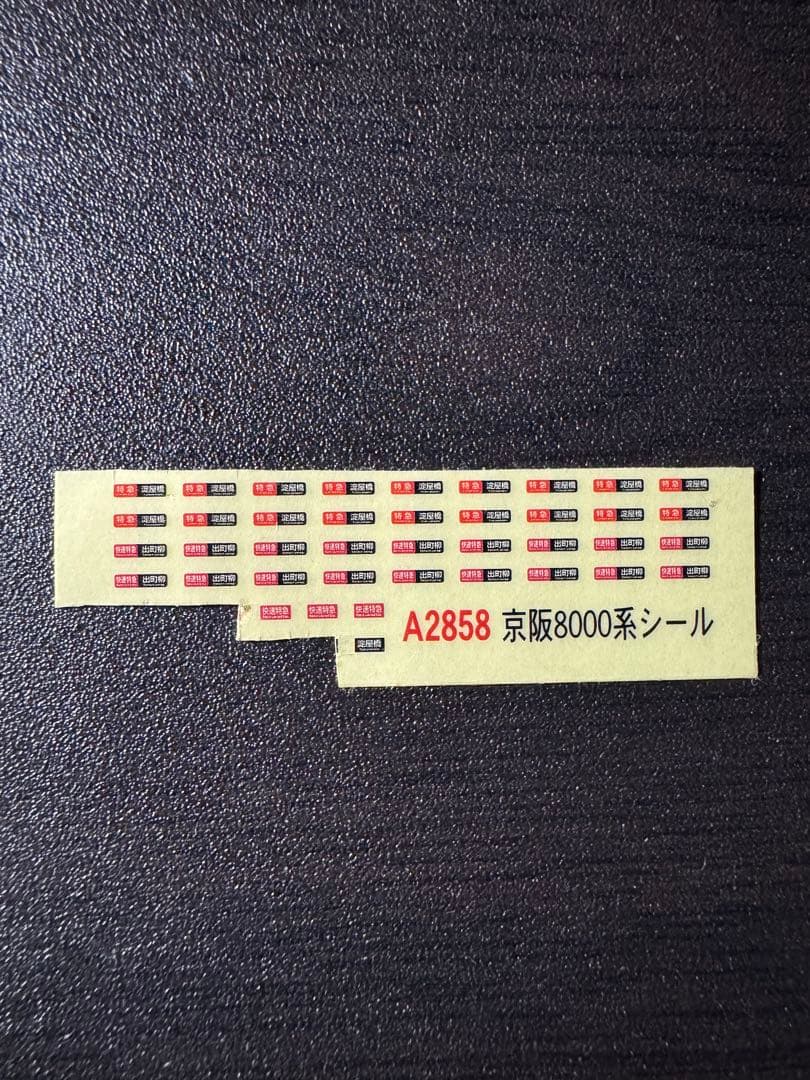 特急 淀屋橋 特急 淀屋橋 特急 淀屋橋 特急 淀屋橋 特急 淀屋橋 特急 淀屋橋 特急 淀屋橋 特急 淀屋橋 特急 淀屋橋
特急 淀屋橋 特急 淀屋橋 特急 淀屋橋 特急 淀屋橋 特急 淀屋橋 特急 淀屋橋 特急 淀屋橋 特急 淀屋橋 特急 淀屋橋
快速特急 出町柳 快速特急 出町柳 快速特急 出町柳 快速特急 出町柳 快速特急 出町柳 快速特急 出町柳 快速特急 出町柳 快速特急 出町柳 快速特急 出町柳
快速特急 出町柳 快速特急 出町柳 快速特急 出町柳 快速特急 出町柳 快速特急 出町柳 快速特急 出町柳 快速特急 出町柳 快速特急 出町柳 快速特急 出町柳
快速特急 快速特急 快速特急
淀屋橋
A2858 京阪8000系シール